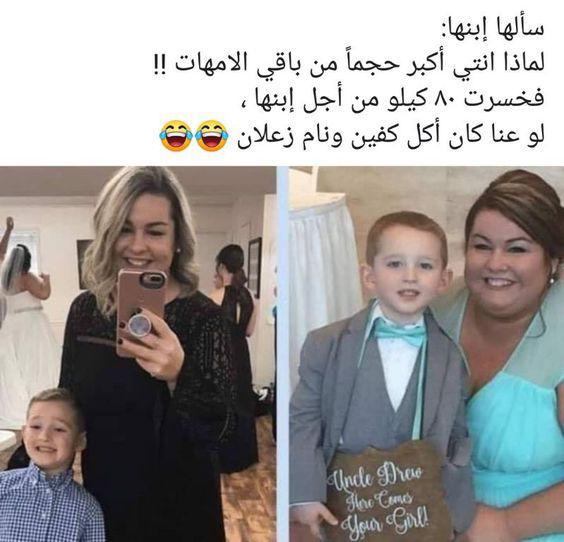 سألها إبنها:
لماذا انتي أكبر حجماً من باقي الامهات !!
فخسرت ٨٠ كيلو من أجل إبنها ،
لو عنا كان أكل كفين ونام زعلان 😂😂
Uncle Drew
Here Comes
Your Girl!